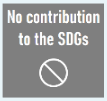 No contribution
to the SDGs